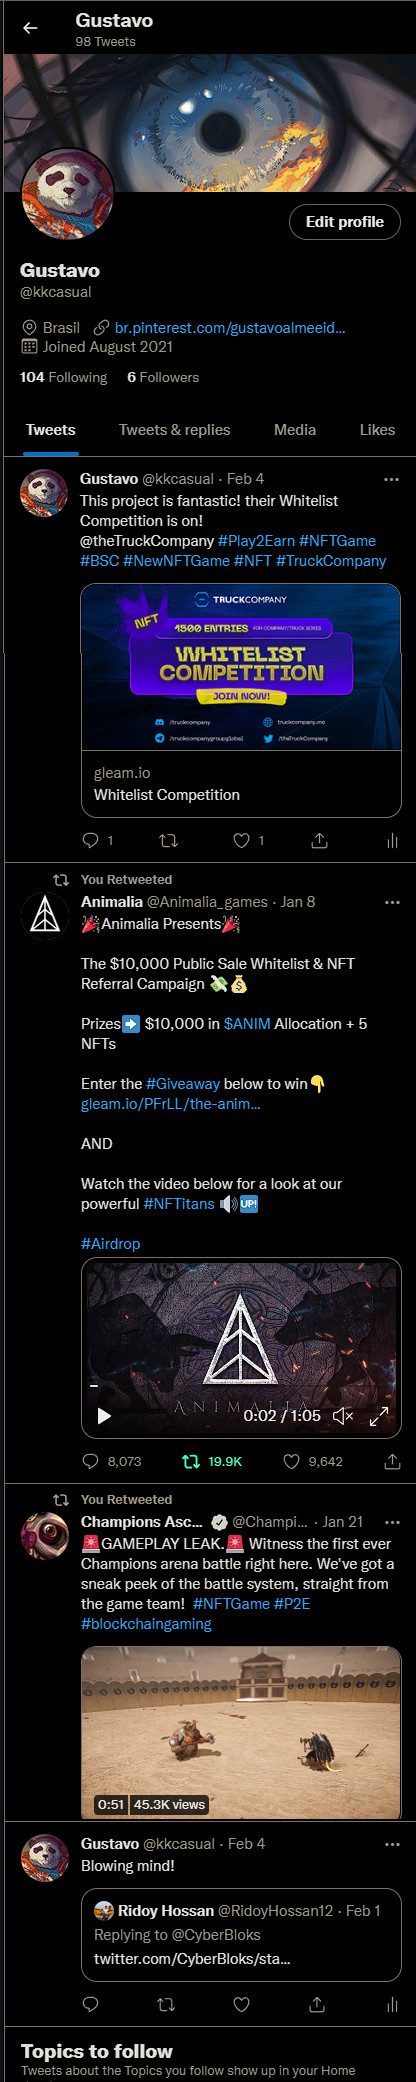 Gustavo
98 Tweets
Edit profile
Gustavo
@kkcasual
Brasil br.pinterest.com/gustavoalmeeid...
Joined August 2021
104 Following 6 Followers
Tweets Tweets & replies Media Likes
Gustavo @kkcasual · Feb 4
This project is fantastic! their Whitelist
Competition is on!
@theTruckCompany #Play2Earn #NFTGame
#BSC #NewNFTGame #NFT #TruckCompany
TRUCKCOMPANY
NFT
1500 ENTRIES FOR COMPANY/TRUCK BOXES
WHITELIST
COMPETITION
JOIN NOW!
/truckcompany truckcompany.me
/truckcompanygroupglobal /theTruckCompany
gleam.io
Whitelist Competition
1 1
You Retweeted
Animalia @Animalia_games · Jan 8
🎉Animalia Presents🎉
The $10,000 Public Sale Whitelist & NFT
Referral Campaign 💸💰
Prizes➡️ $10,000 in $ANIM Allocation + 5
NFTs
Enter the #Giveaway below to win👇
gleam.io/PFrLL/the-anim...
AND
Watch the video below for a look at our
powerful #NFTitans 🔊🆙
#Airdrop
ANIMALIA
0:02 / 1:05
8,073 19.9K 9,642
You Retweeted
Champions Asc... @Champi... · Jan 21
🚨GAMEPLAY LEAK.🚨 Witness the first ever
Champions arena battle right here. We've got a
sneak peek of the battle system, straight from
the game team! #NFTGame #P2E
#blockchaingaming
0:51 45.3K views
Gustavo @kkcasual · Feb 4
Blowing mind!
Ridoy Hossan @RidoyHossan12 · Feb 1
Replying to @CyberBloks
twitter.com/CyberBloks/sta...
Topics to follow
Tweets about the Topics you follow show up in your Home